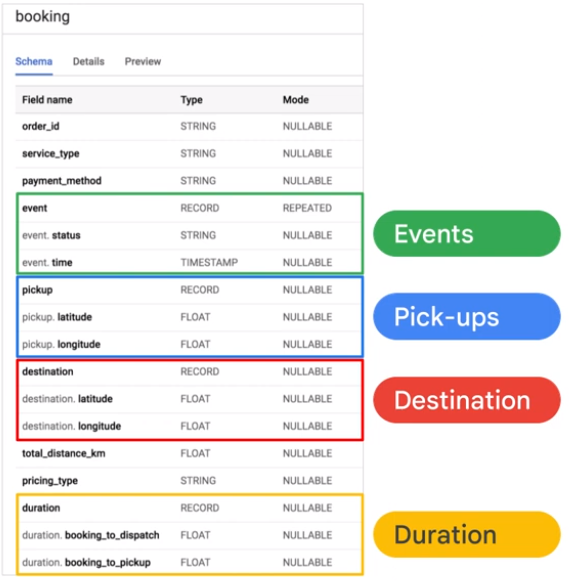 booking
Schema Details Preview
Field name Type Mode
order_id STRING NULLABLE
service_type STRING NULLABLE
payment_method STRING NULLABLE
event RECORD REPEATED
event. status STRING NULLABLE
event. time TIMESTAMP NULLABLE
Events
pickup RECORD NULLABLE
pickup. latitude FLOAT NULLABLE
pickup. longitude FLOAT NULLABLE
Pick-ups
destination RECORD NULLABLE
destination. latitude FLOAT NULLABLE
destination. longitude FLOAT NULLABLE
Destination
total_distance_km FLOAT NULLABLE
pricing_type STRING NULLABLE
duration RECORD NULLABLE
duration. booking_to_dispatch FLOAT NULLABLE
duration. booking_to_pickup FLOAT NULLABLE
Duration